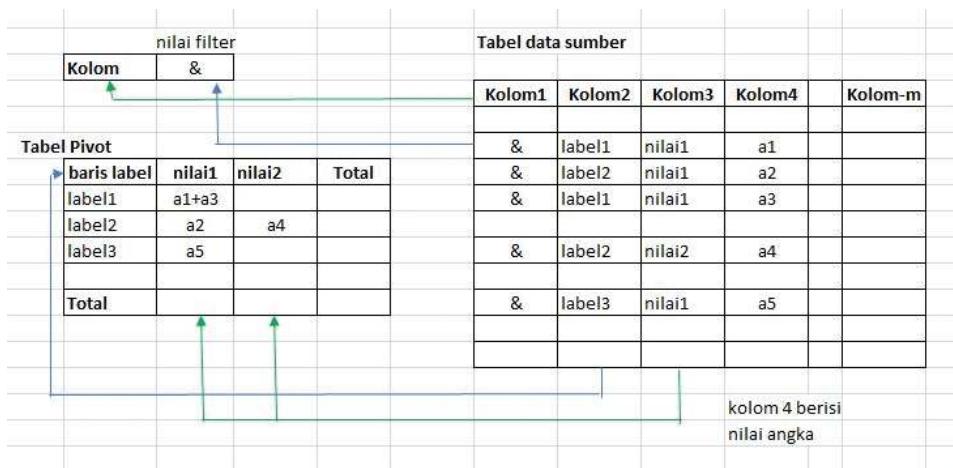 nilai filter
Kolom &
Tabel Pivot
baris label nilai1 nilai2 Total
label1 a1+a3
label2 a2 a4
label3 a5
Total
Tabel data sumber
Kolom1 Kolom2 Kolom3 Kolom4 Kolom-m
& label1 nilai1 a1
& label2 nilai1 a2
& label1 nilai1 a3
& label2 nilai2 a4
& label3 nilai1 a5
kolom 4 berisi
nilai angka